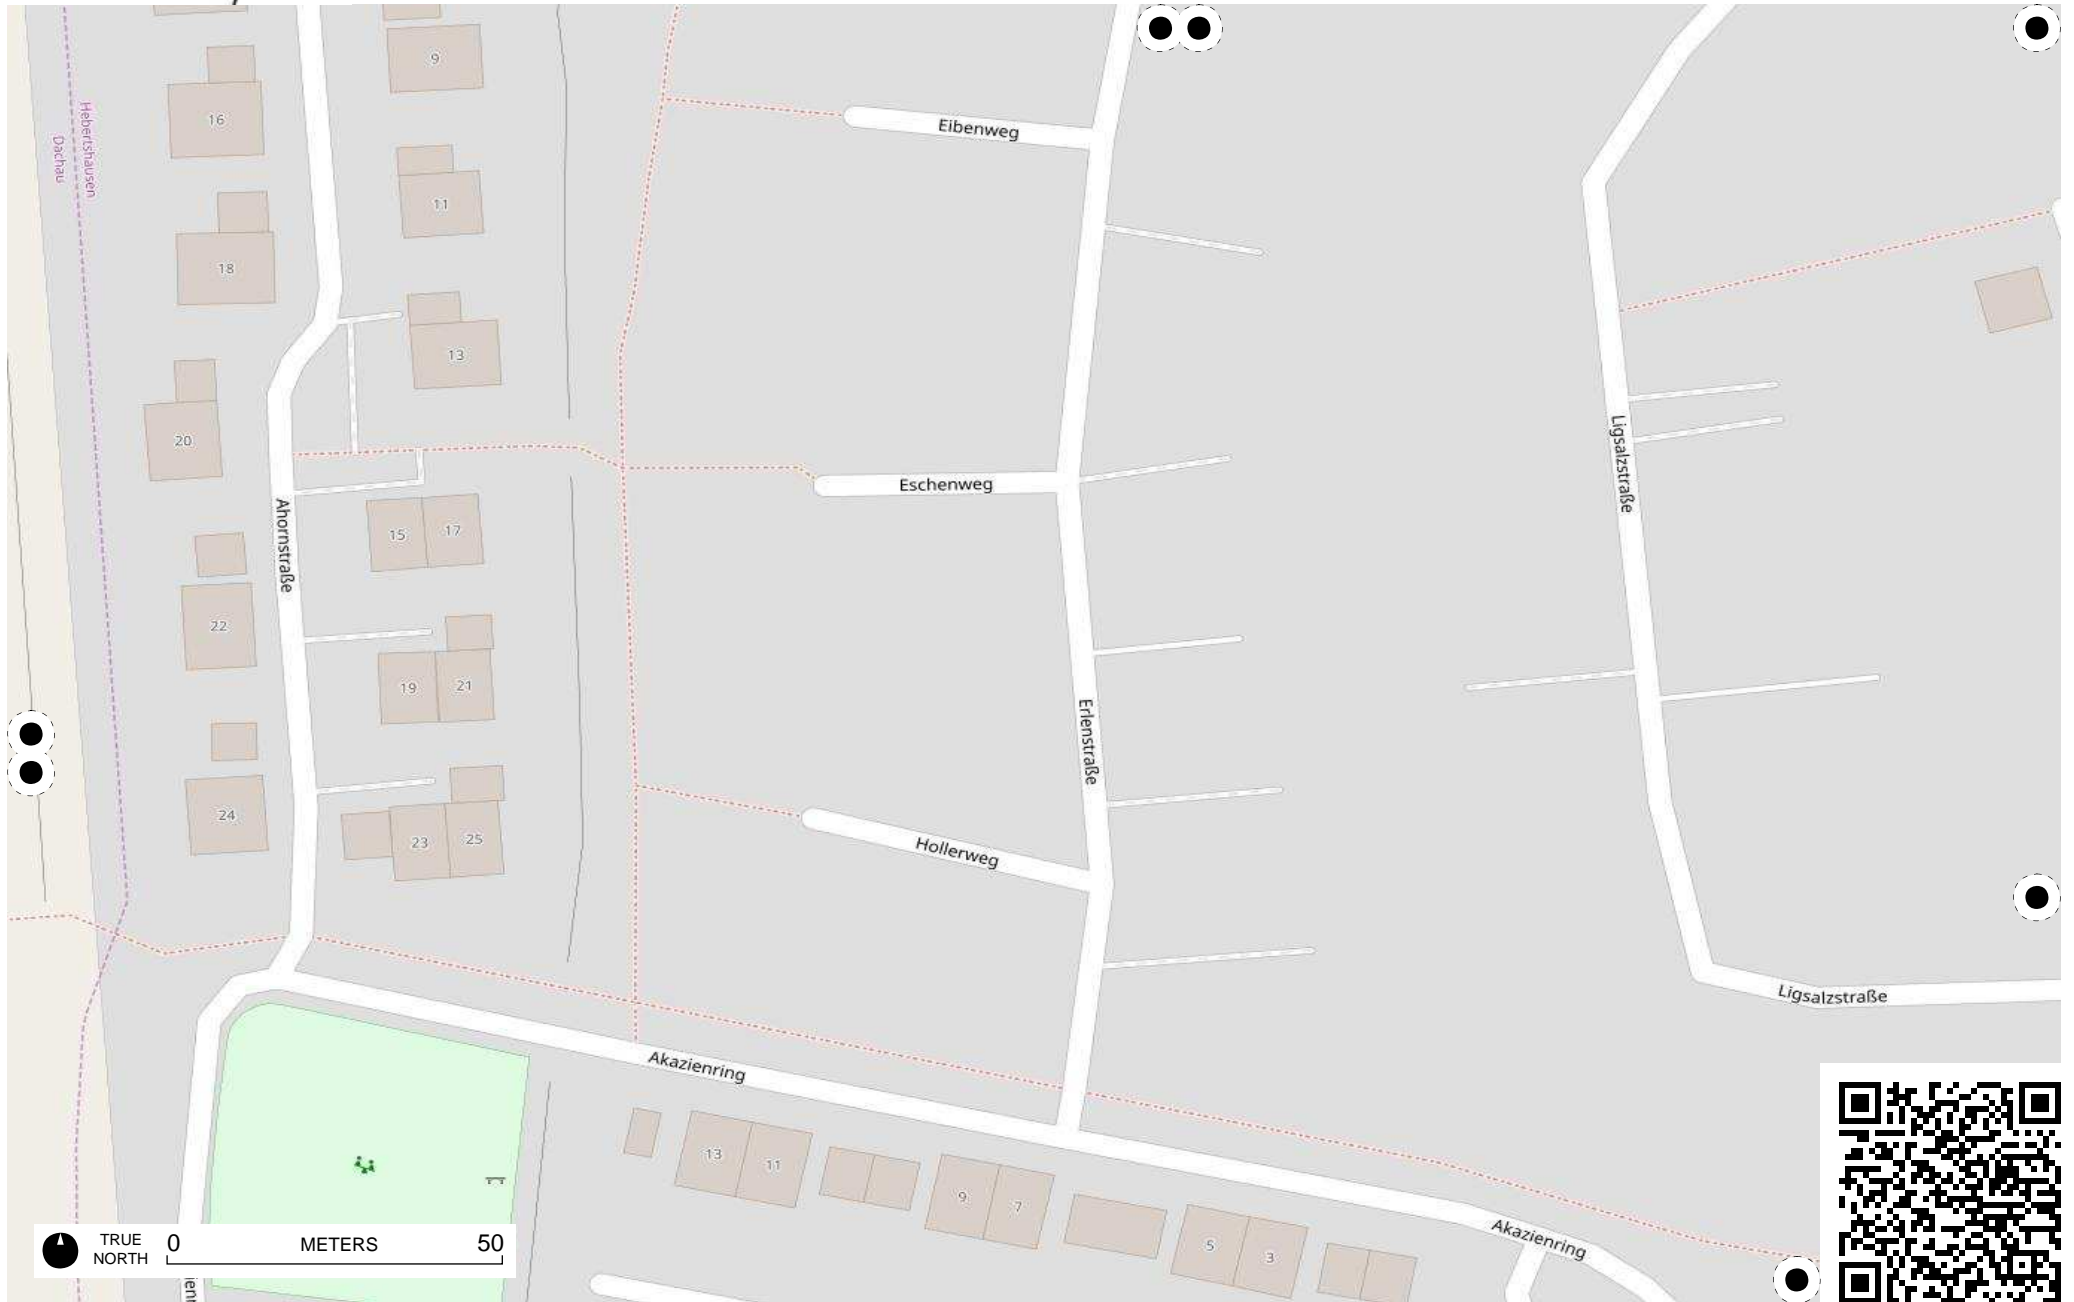 9
16
Eibenweg
Hebertshausen
Dachau
11
18
13
20
Ligsalzstraße
Eschenweg
Ahornstraße
15
17
22
19
21
Erlenstraße
24
23
25
Hollerweg
Ligsalzstraße
Akazienring
13
11
9
7
5
3
Akazienring
TRUE
NORTH
0
METERS
50